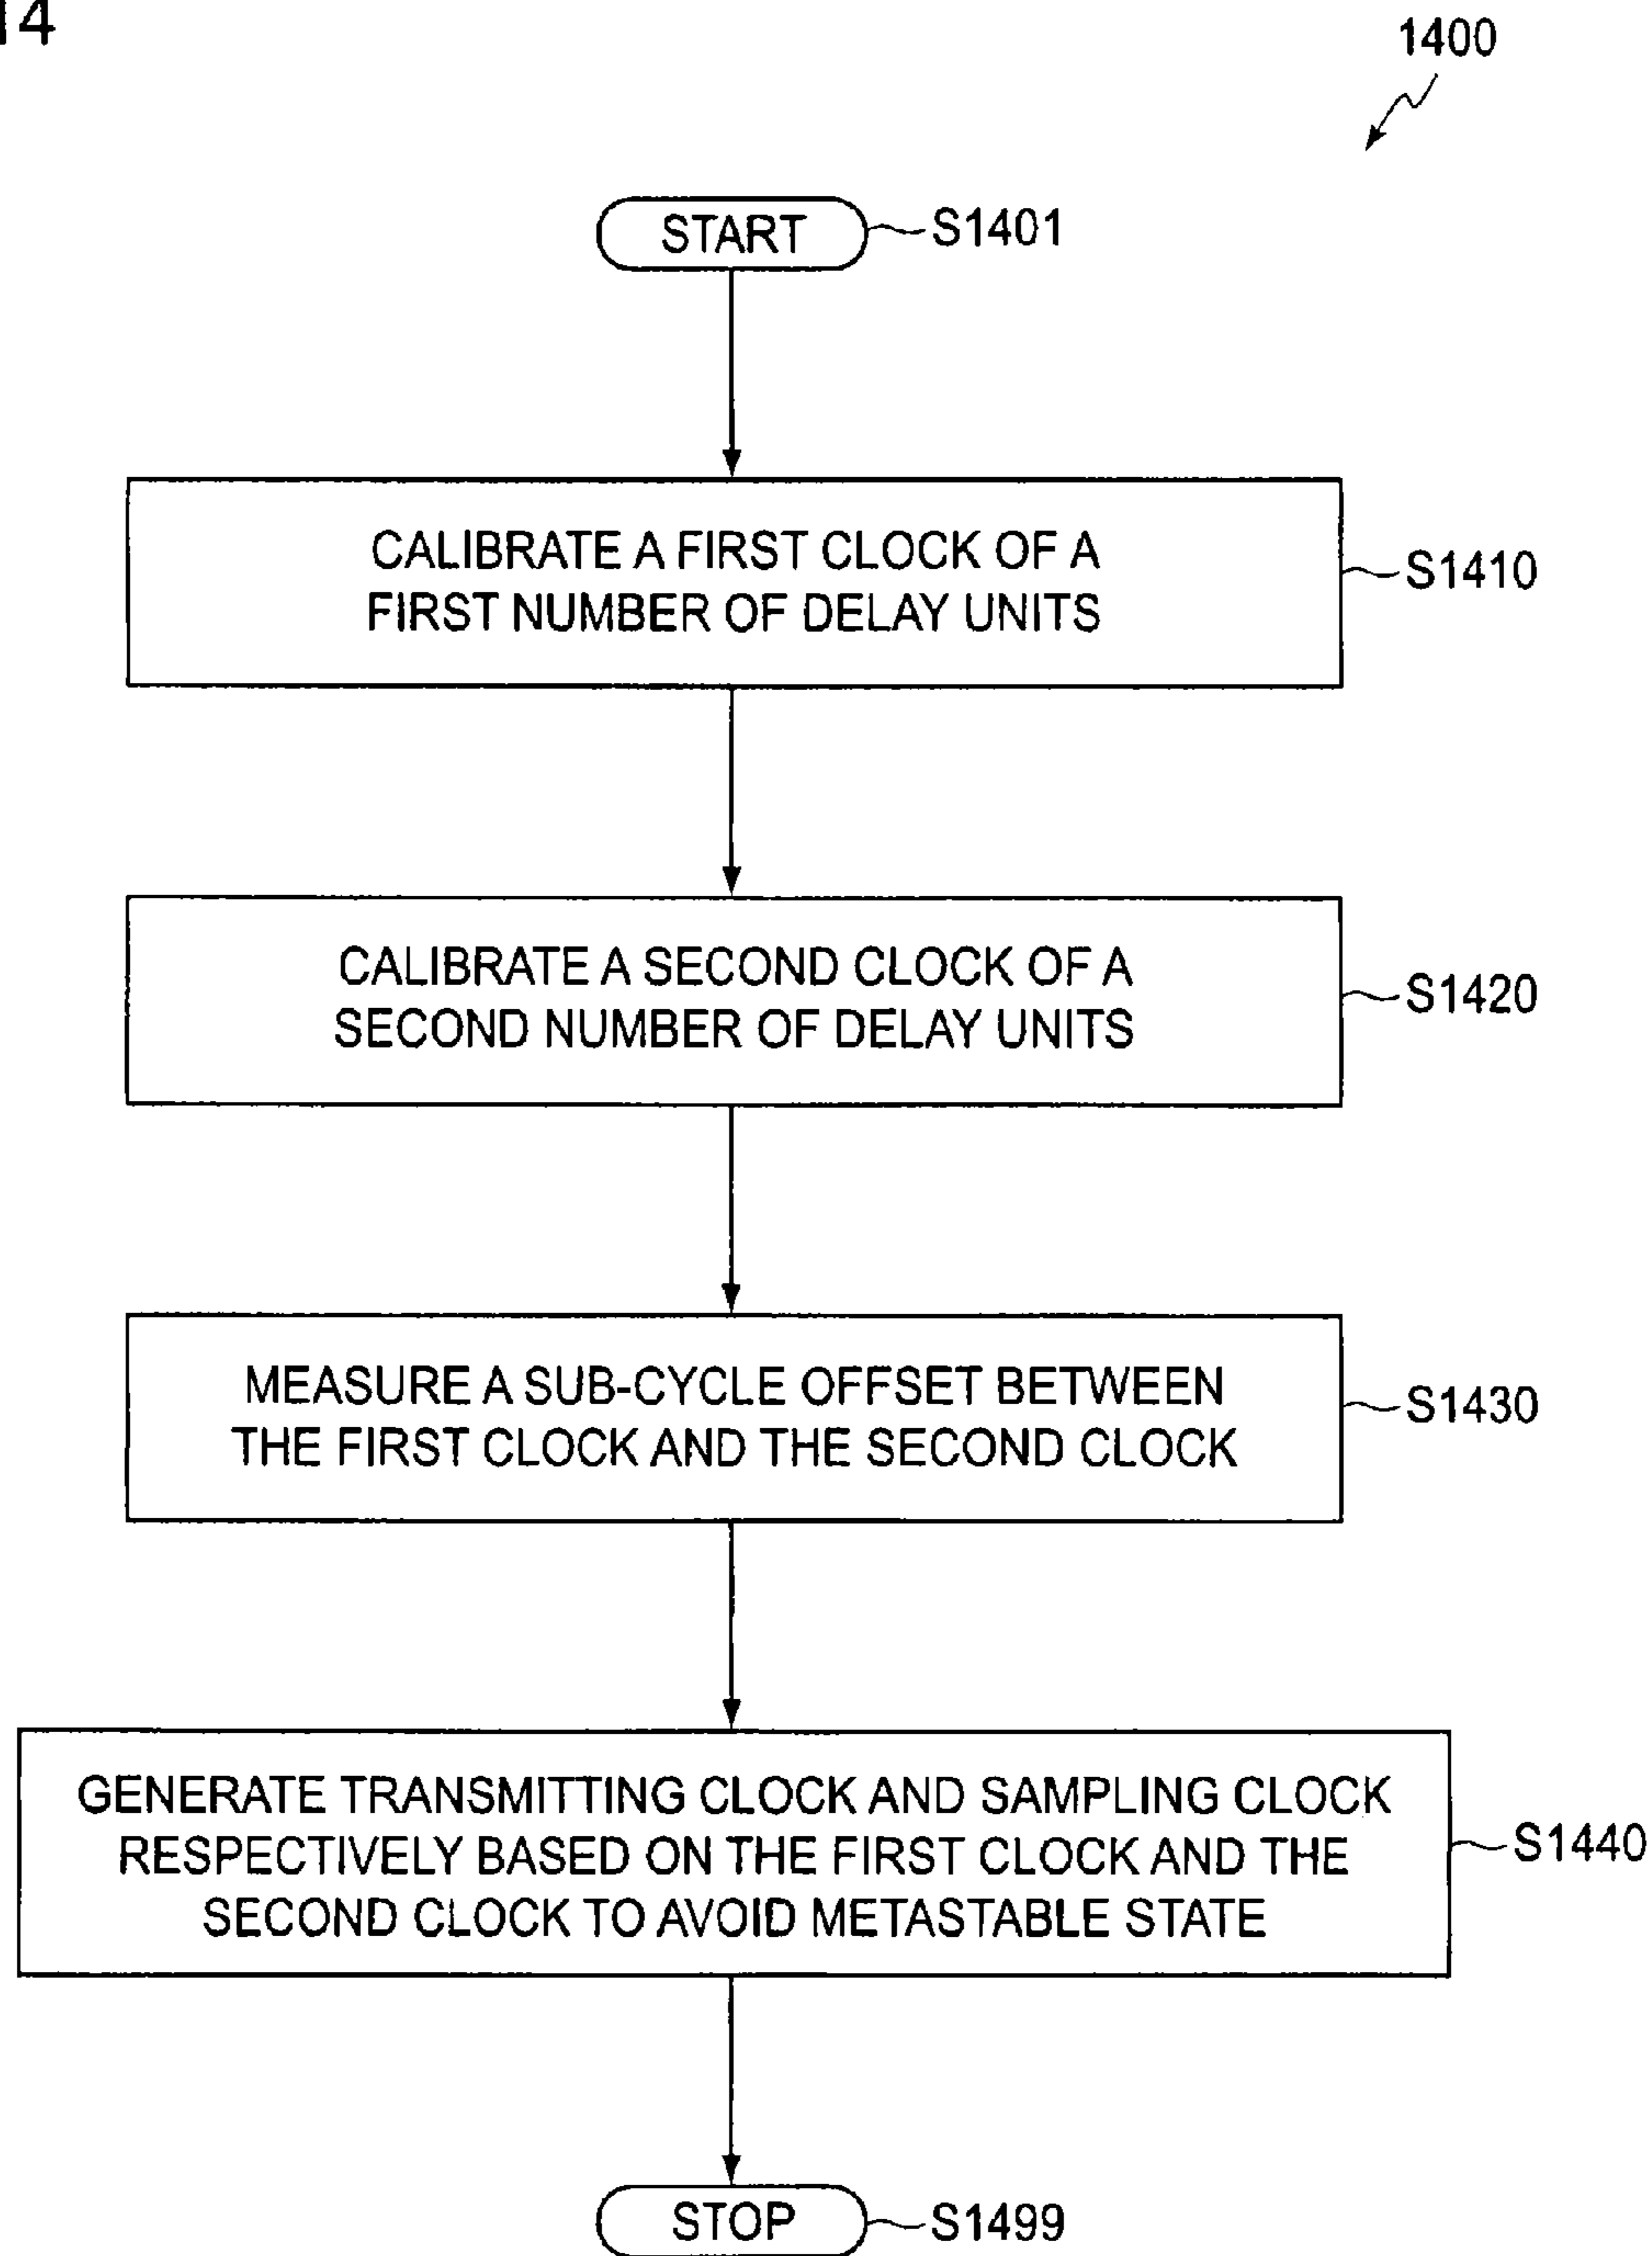 14
1400
START
S1401
CALIBRATE A FIRST CLOCK OF A
FIRST NUMBER OF DELAY UNITS
S1410
CALIBRATE A SECOND CLOCK OF A
SECOND NUMBER OF DELAY UNITS
S1420
MEASURE A SUB-CYCLE OFFSET BETWEEN
THE FIRST CLOCK AND THE SECOND CLOCK
S1430
GENERATE TRANSMITTING CLOCK AND SAMPLING CLOCK
RESPECTIVELY BASED ON THE FIRST CLOCK AND THE
SECOND CLOCK TO AVOID METASTABLE STATE
S1440
STOP
S1499